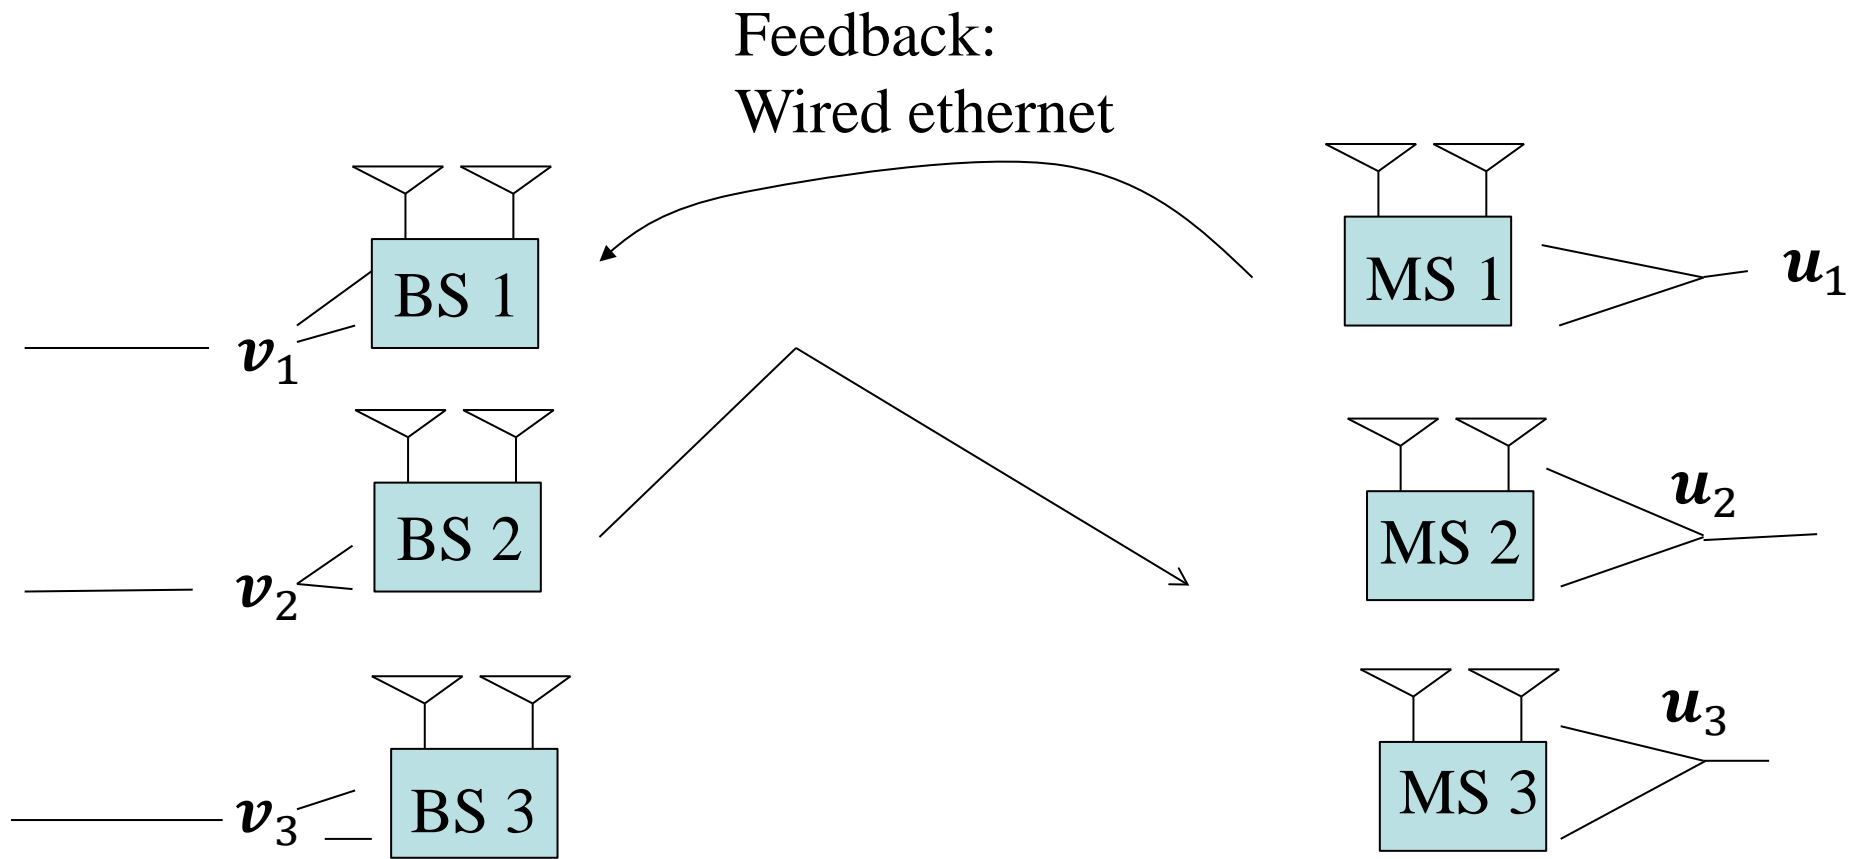 Feedback:
Wired ethernet
BS 1
MS 1
𝒖₁
𝒗₁
BS 2
MS 2
𝒖₂
𝒗₂
BS 3
MS 3
𝒖₃
𝒗₃